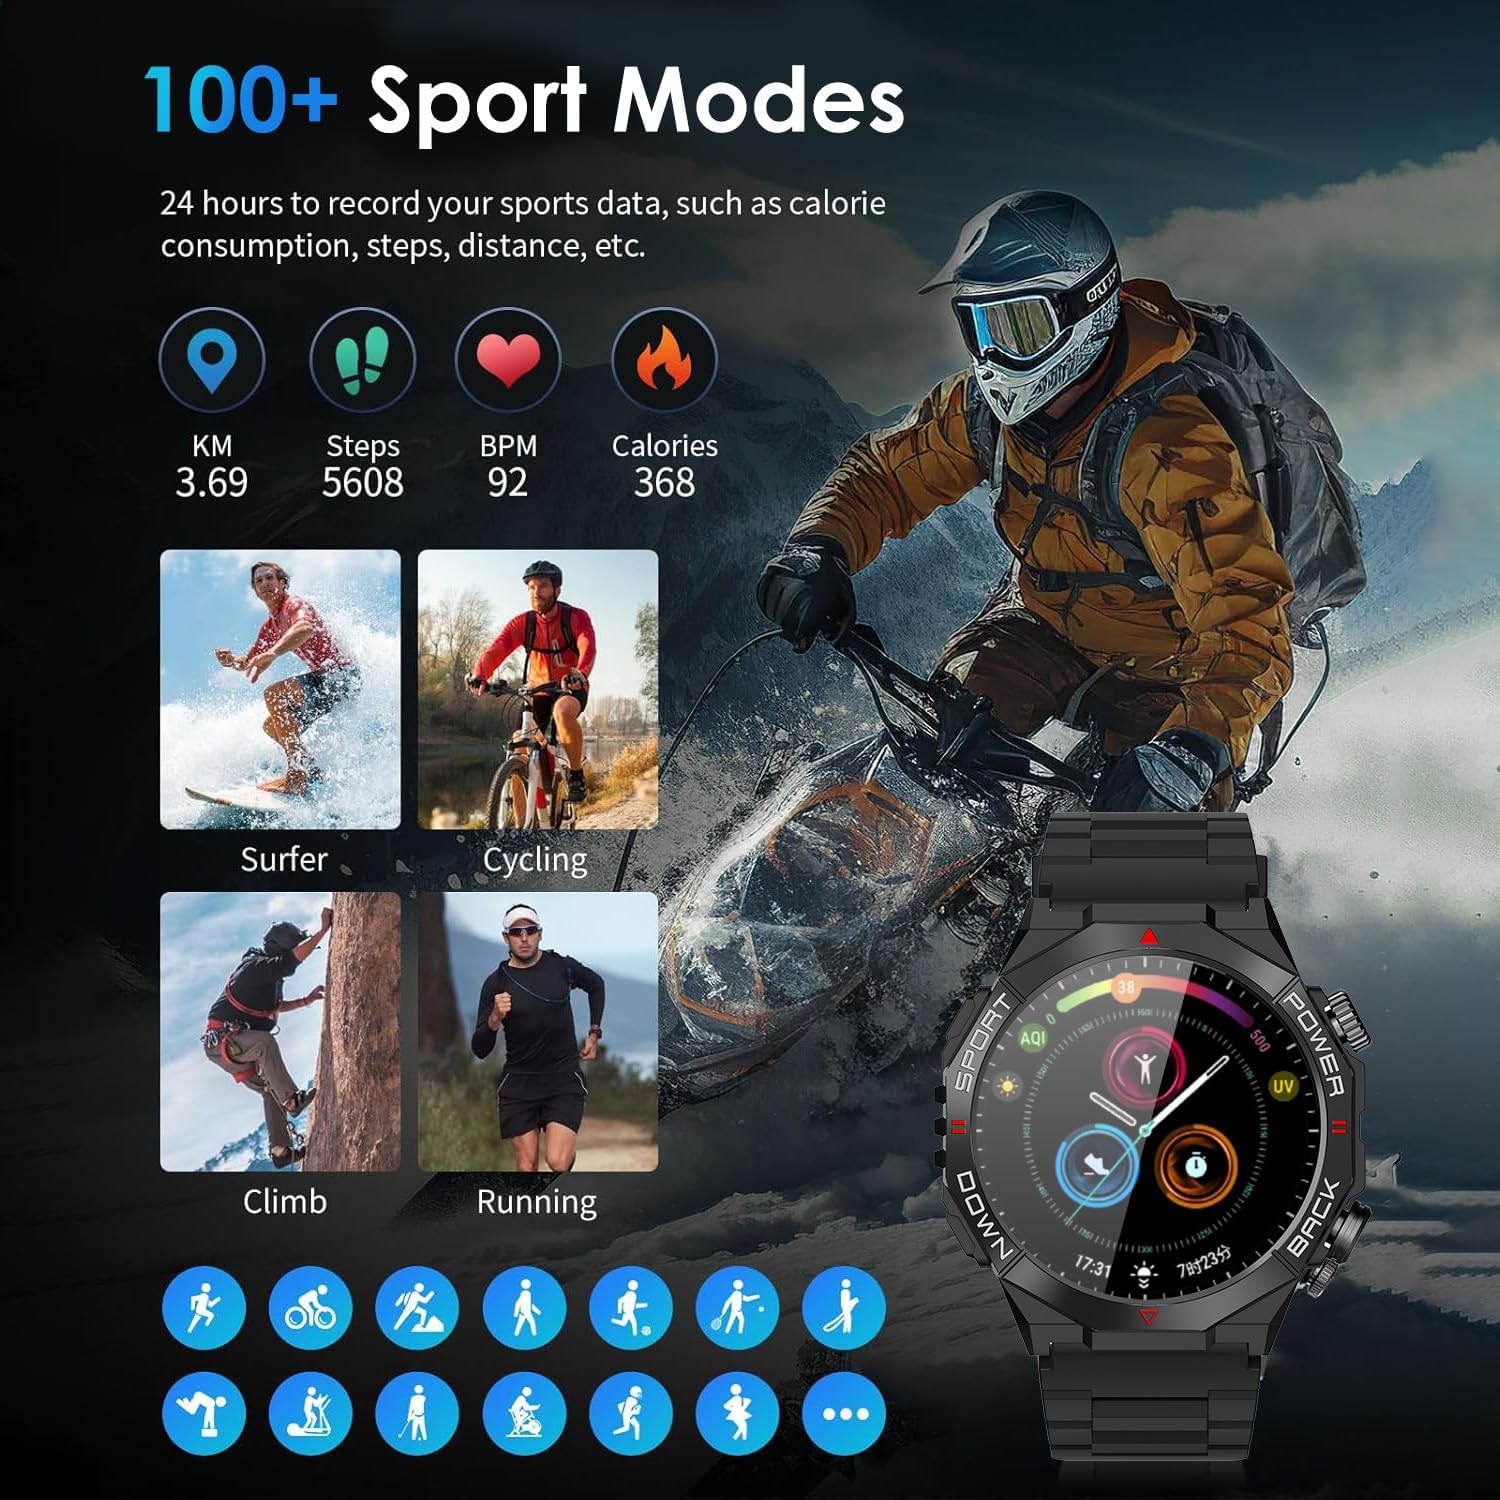 100+ Sport Modes
24 hours to record your sports data, such as calorie
consumption, steps, distance, etc.
KM
3.69
Steps
5608
BPM
92
Calories
368
Surfer
Cycling
Climb
Running
SPORT
POWER
DOWN
BACK
38
0
500
AQI
UV
17:31
7时23分